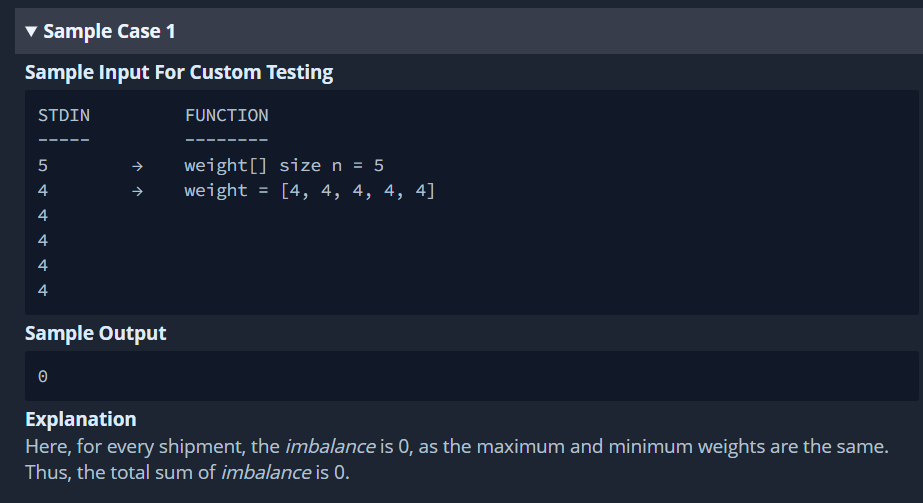 ▼ Sample Case 1
Sample Input For Custom Testing
STDIN FUNCTION
----- --------
5 → weight[] size n = 5
4 → weight = [4, 4, 4, 4, 4]
4
4
4
4
Sample Output
0
Explanation
Here, for every shipment, the imbalance is 0, as the maximum and minimum weights are the same.
Thus, the total sum of imbalance is 0.